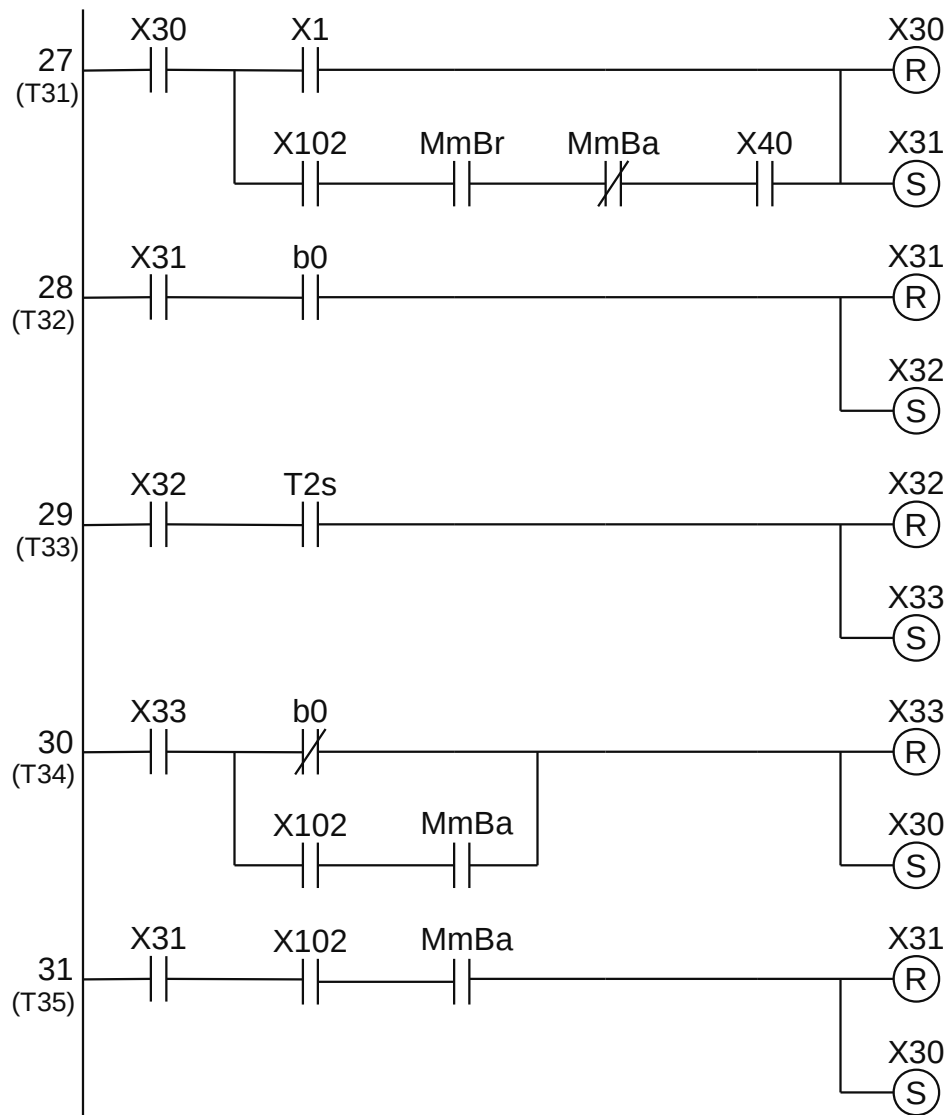 X30 X1 X30
27 R
(T31)
X102 MmBr MmBa X40 X31
S
X31 b0 X31
28 R
(T32)
X32
S
X32 T2s X32
29 R
(T33)
X33
S
X33 b0 X33
30 R
(T34)
X102 MmBa X30
S
X31 X102 MmBa X31
31 R
(T35)
X30
S